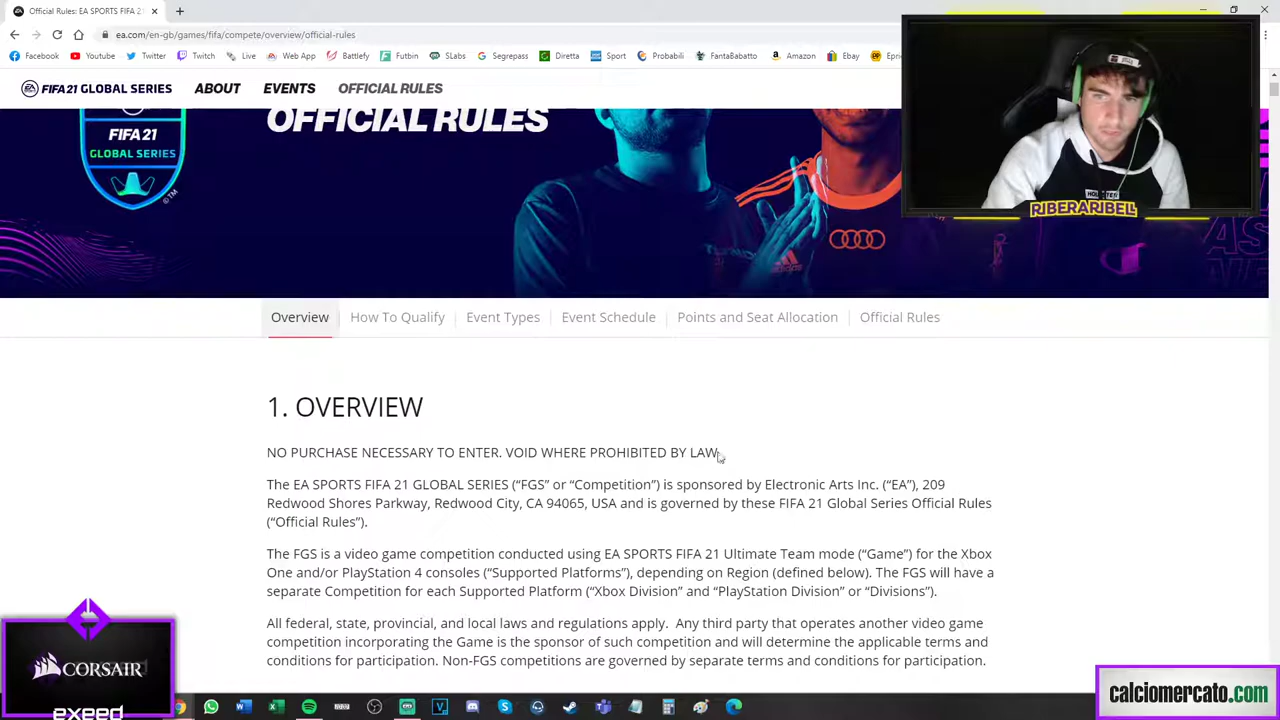 Official Rules: EA SPORTS FIFA 2
ea.com/en-gb/games/fifa/compete/overview/official-rules
Facebook Youtube Twitter Twitch Live Web App Battlefy Futbin SLabs Segrepass Diretta Sport Probabili FantaBabatto Amazon Ebay
FIFA 21 GLOBAL SERIES ABOUT EVENTS OFFICIAL RULES
OFFICIAL RULES
FIFA 21
GLOBAL SERIES
TM
RIBERARIBELL
adidas
Overview How To Qualify Event Types Event Schedule Points and Seat Allocation Official Rules
1. OVERVIEW
NO PURCHASE NECESSARY TO ENTER. VOID WHERE PROHIBITED BY LAW.
The EA SPORTS FIFA 21 GLOBAL SERIES (“FGS” or “Competition”) is sponsored by Electronic Arts Inc. (“EA”), 209
Redwood Shores Parkway, Redwood City, CA 94065, USA and is governed by these FIFA 21 Global Series Official Rules
(“Official Rules”).
The FGS is a video game competition conducted using EA SPORTS FIFA 21 Ultimate Team mode (“Game”) for the Xbox
One and/or PlayStation 4 consoles (“Supported Platforms”), depending on Region (defined below). The FGS will have a
separate Competition for each Supported Platform (“Xbox Division” and “PlayStation Division” or “Divisions”).
All federal, state, provincial, and local laws and regulations apply. Any third party that operates another video game
competition incorporating the Game is the sponsor of such competition and will determine the applicable terms and
conditions for participation. Non-FGS competitions are governed by separate terms and conditions for participation.
CORSAIR
exeed
calciomercato.com